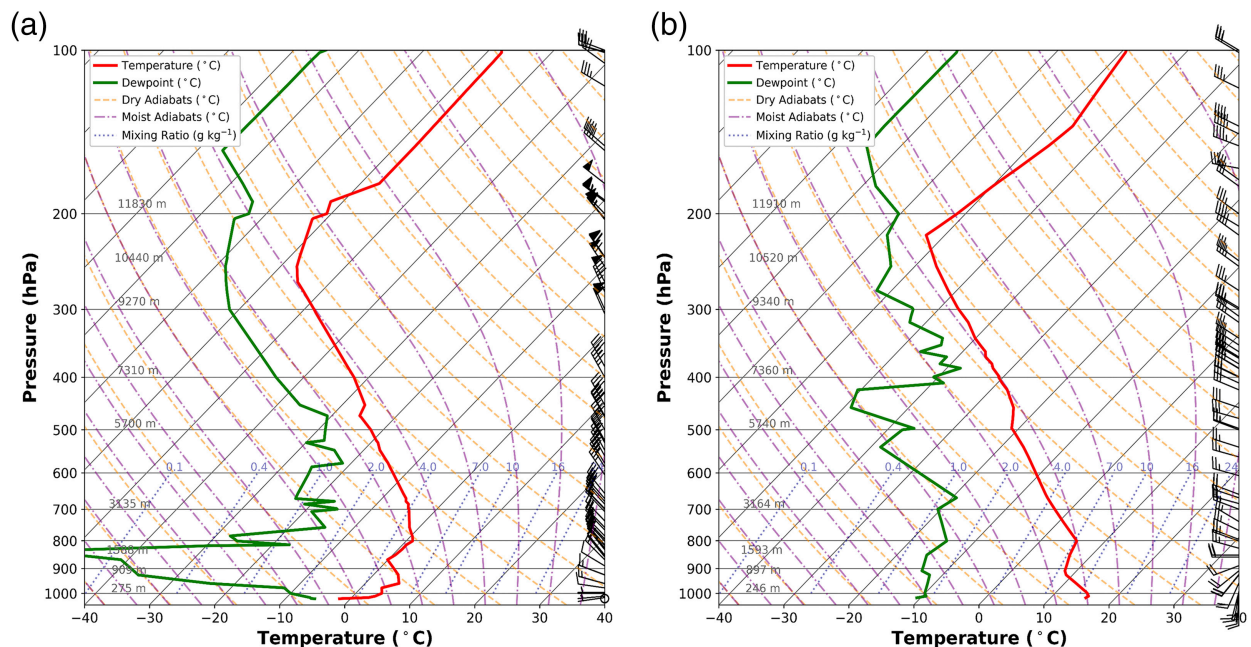 (a)
100
200
300
400
500
600
700
800
900
1000
Pressure (hPa)
Temperature (°C)
Dewpoint (°C)
Dry Adiabats (°C)
Moist Adiabats (°C)
Mixing Ratio (g kg⁻¹)
11830 m
10440 m
9270 m
7310 m
5700 m
3135 m
909 m
275 m
0.1 0.4 1.0 2.0 4.0 7.0 10 16
−40 −30 −20 −10 0 10 20 30 40
Temperature (°C)
(b)
100
200
300
400
500
600
700
800
900
1000
Pressure (hPa)
Temperature (°C)
Dewpoint (°C)
Dry Adiabats (°C)
Moist Adiabats (°C)
Mixing Ratio (g kg⁻¹)
11910 m
10520 m
9340 m
7360 m
5740 m
3164 m
1593 m
897 m
246 m
0.1 0.4 1.0 2.0 4.0 7.0 10 16 24
−40 −30 −20 −10 0 10 20 30 40
Temperature (°C)